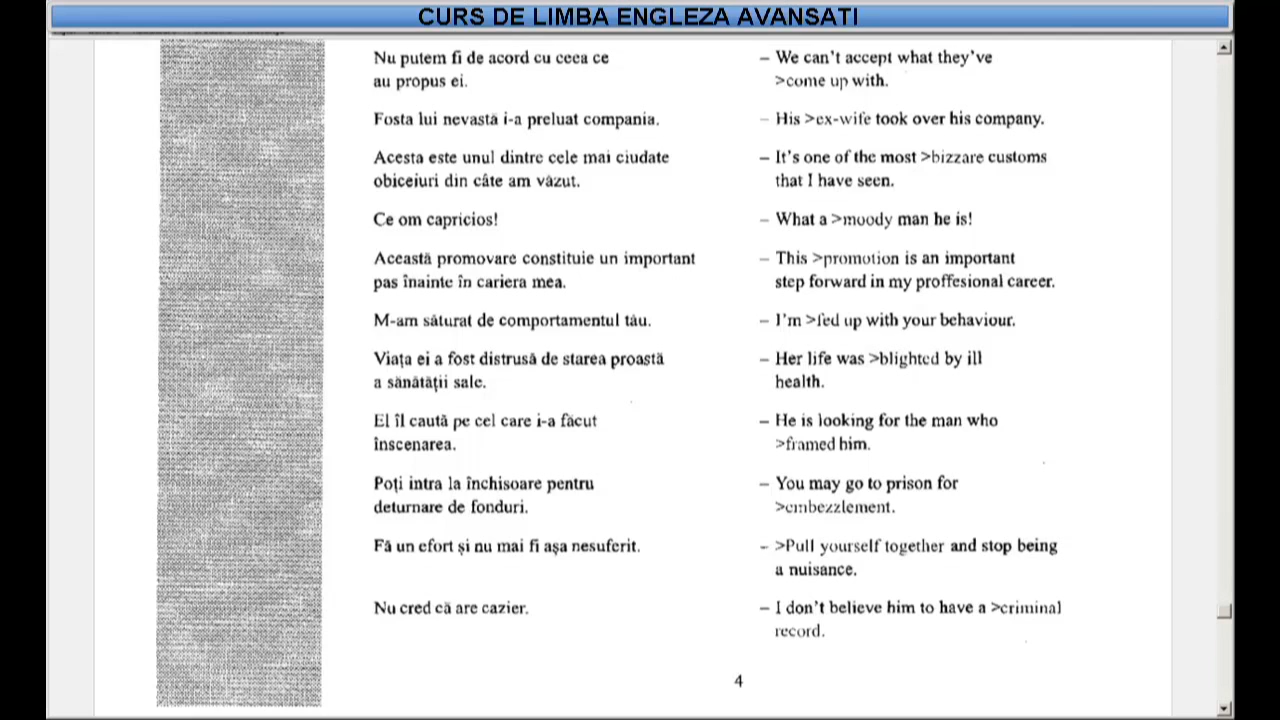 CURS DE LIMBA ENGLEZA AVANSATI
Nu putem fi de acord cu ceea ce
au propus ei.
– We can't accept what they've
>come up with.
Fosta lui nevastă i-a preluat compania.
– His >ex-wife took over his company.
Acesta este unul dintre cele mai ciudate
obiceiuri din câte am văzut.
– It's one of the most >bizzare customs
that I have seen.
Ce om capricios!
– What a >moody man he is!
Această promovare constituie un important
pas înainte în cariera mea.
– This >promotion is an important
step forward in my proffesional career.
M-am săturat de comportamentul tău.
– I'm >fed up with your behaviour.
Viața ei a fost distrusă de starea proastă
a sănătății sale.
– Her life was >blighted by ill
health.
El îl caută pe cel care i-a făcut
înscenarea.
– He is looking for the man who
>framed him.
Poți intra la închisoare pentru
deturnare de fonduri.
– You may go to prison for
>embezzlement.
Fă un efort și nu mai fi așa nesuferit.
– >Pull yourself together and stop being
a nuisance.
Nu cred că are cazier.
– I don't believe him to have a >criminal
record.
4